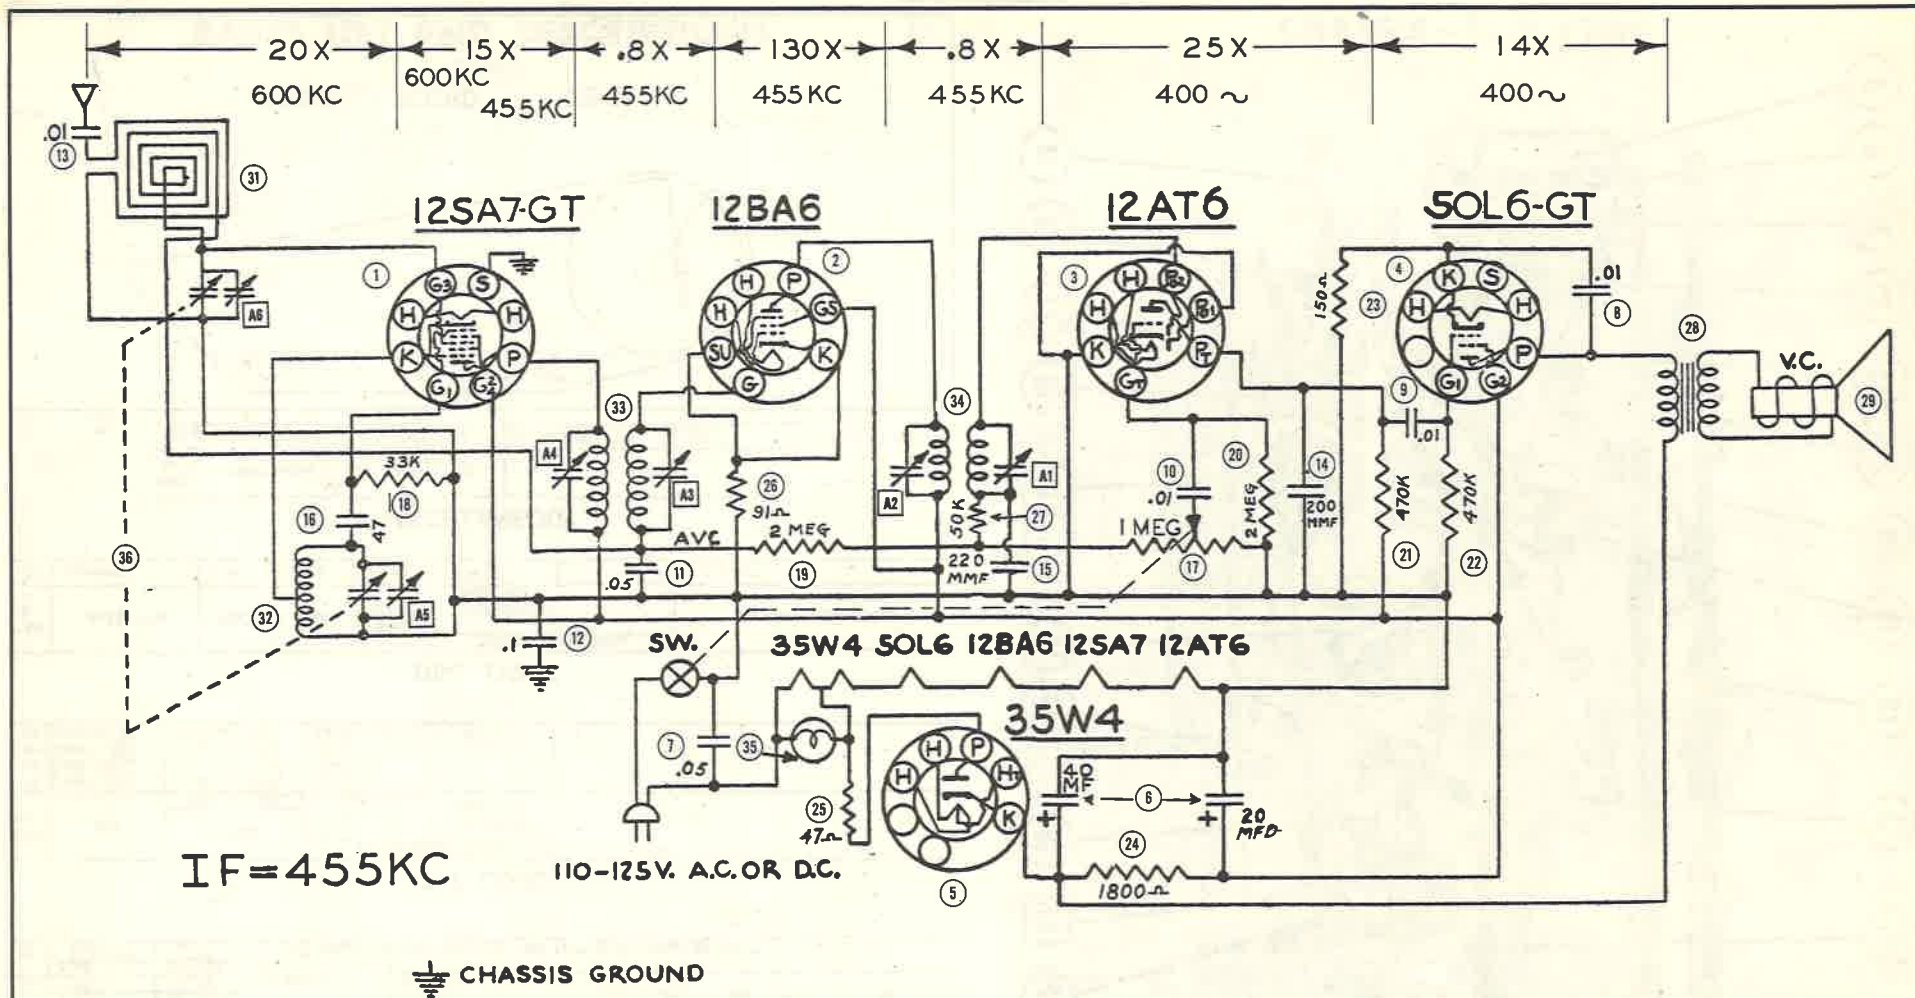 20X 15X .8X 130X .8X 25X 14X
600KC 600KC 455KC 455KC 455KC 455KC 400~ 400~
.01
13
31
12SA7-GT 12BA6 12AT6 50L6-GT
1 2 3 4
G3 S H H K P G1 G2 4
H P H GS SU K G
H PD2 H PD1 K PT GT
K S H H P G1 G2
A6
150Ω
23
.01
8
28
V.C.
29
33
34
9
.01
A4
A3
A2
A1
33K
18
16
47
26
91Ω
10
.01
20
2 MEG
14
200 MMF
470K
21
470K
22
50K
27
AVC
2 MEG
19
1 MEG
17
36
.05
11
220 MMF
15
32
A5
.1
12
SW.
35W4 50L6 12BA6 12SA7 12AT6
35W4
7
.05
35
H P H HT K
40 MF
6
+
+
20 MFD
25
47Ω
24
1800Ω
5
IF=455KC
110-125V. A.C. OR D.C.
CHASSIS GROUND